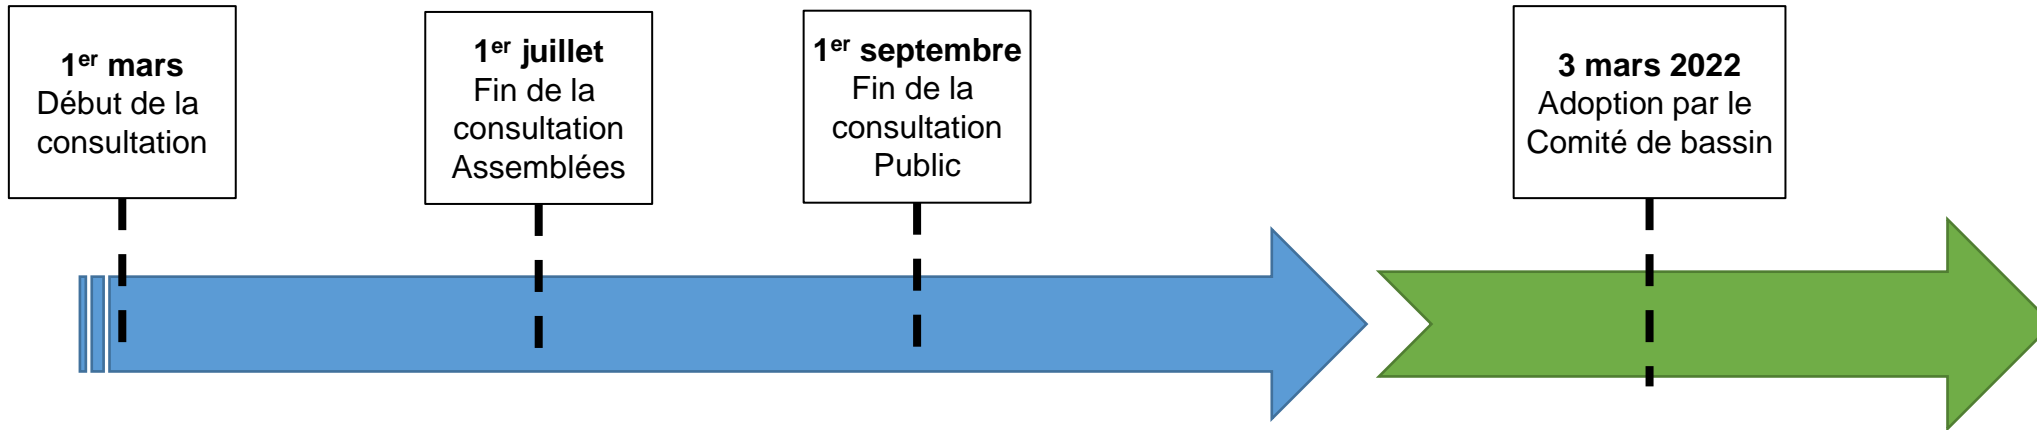 1er mars
Début de la
consultation
1er juillet
Fin de la
consultation
Assemblées
1er septembre
Fin de la
consultation
Public
3 mars 2022
Adoption par le
Comité de bassin